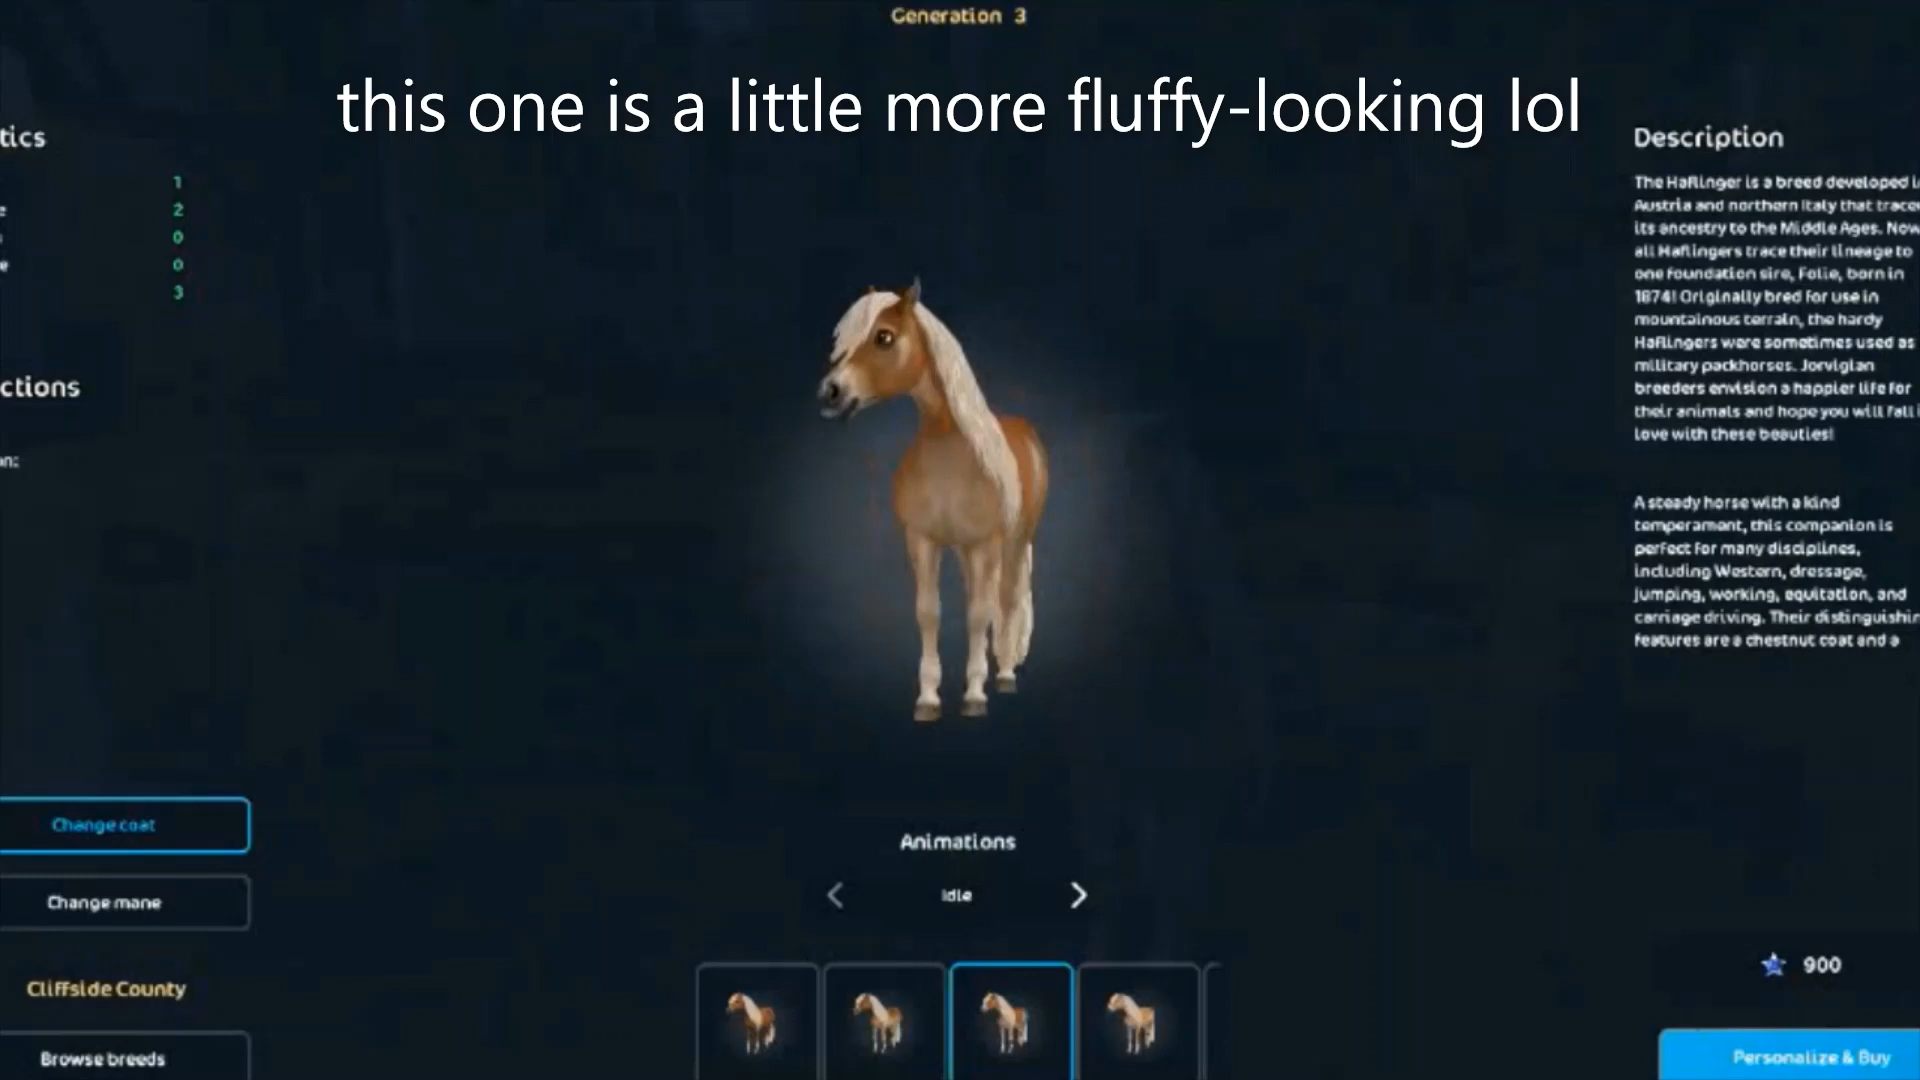 Generation 3
this one is a little more fluffy-looking lol
tics
1
e 2
0
e 0
3
ctions
an:
Description
The Haflinger is a breed developed i
Austria and northern Italy that trace
its ancestry to the Middle Ages. Now
all Haflingers trace their lineage to
one foundation sire, Folie, born in
1874! Originally bred for use in
mountainous terrain, the hardy
Haflingers were sometimes used as
military packhorses. Jorvigian
breeders envision a happier life for
their animals and hope you will fall i
love with these beauties!
A steady horse with a kind
temperament, this companion is
perfect for many disciplines,
including Western, dressage,
jumping, working, equitation, and
carriage driving. Their distinguishin
features are a chestnut coat and a
Change coat
Change mane
Cliffside County
Browse breeds
Animations
Idle
900
Personalize & Buy